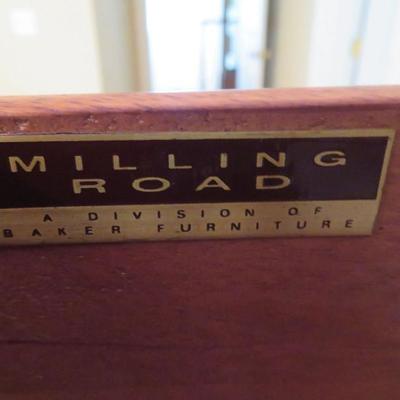 MILLING
ROAD
A DIVISION OF
BAKER FURNITURE